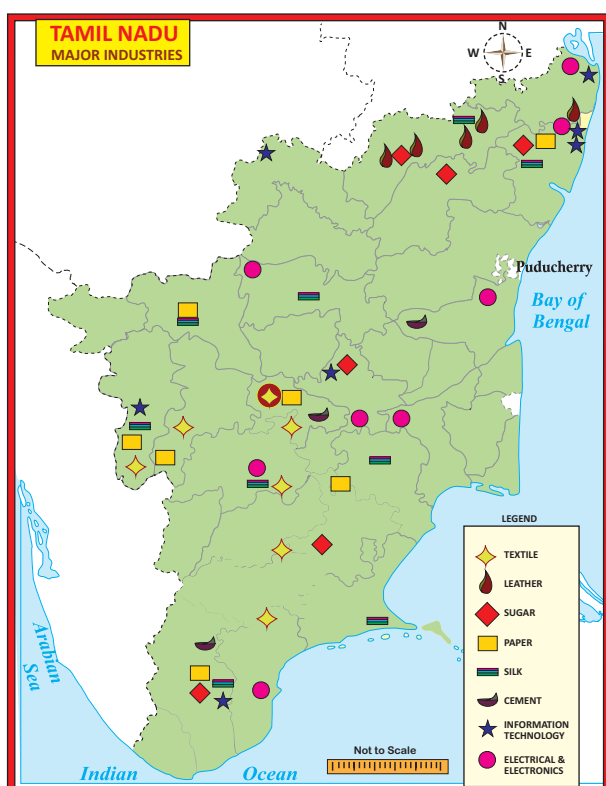 TAMIL NADU
MAJOR INDUSTRIES
N
W
E
S
Puducherry
Bay of
Bengal
Arabian
Sea
Indian
Ocean
Not to Scale
LEGEND
TEXTILE
LEATHER
SUGAR
PAPER
SILK
CEMENT
INFORMATION
TECHNOLOGY
ELECTRICAL &
ELECTRONICS